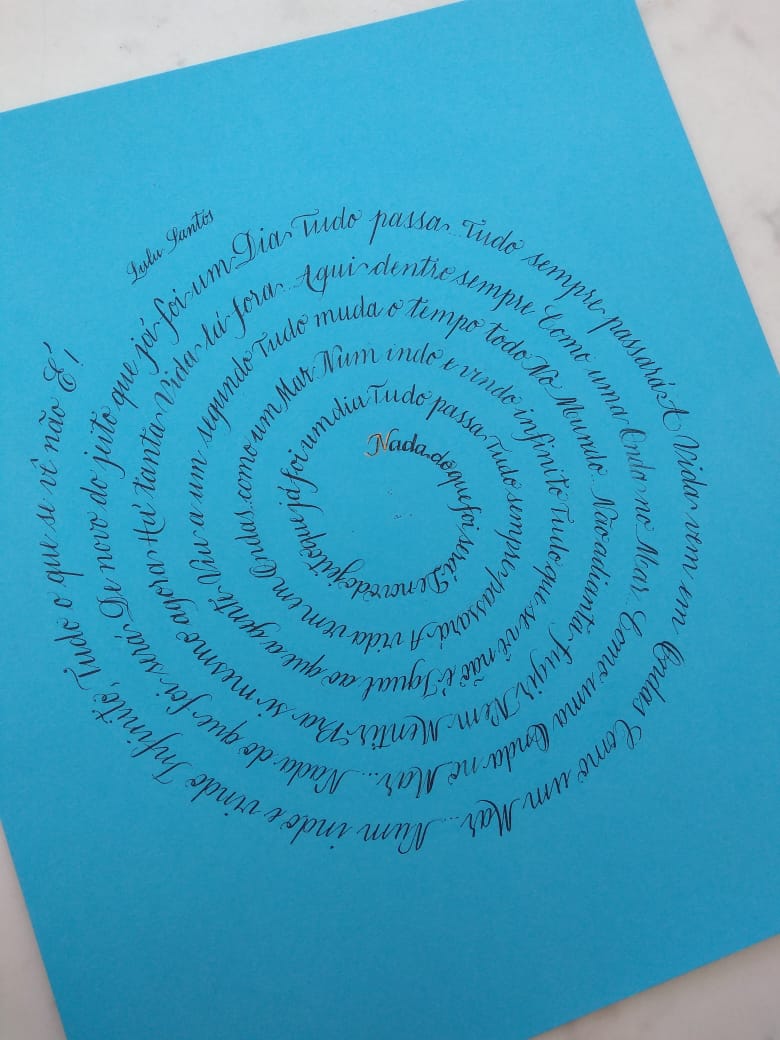 Nada do que foi será De novo do jeito que já foi um dia Tudo passa Tudo sempre passará A vida vem em Ondas como um Mar Num indo e vindo infinito Tudo que se vê não é Igual ao que a gente Viu a um segundo Tudo muda o tempo todo No Mundo.. Não adianta fugir Nem Mentir Pra si mesmo agora Há tanta Vida lá fora... Aqui dentro sempre Como uma Onda no Mar... Como uma Onda no Mar... Nada do que foi será De novo do jeito que já foi um Dia Tudo passa... Tudo sempre passará A Vida vem em Ondas Como um Mar... Num indo e vindo Infinito, Tudo o que se vê não É!
Lulu Santos